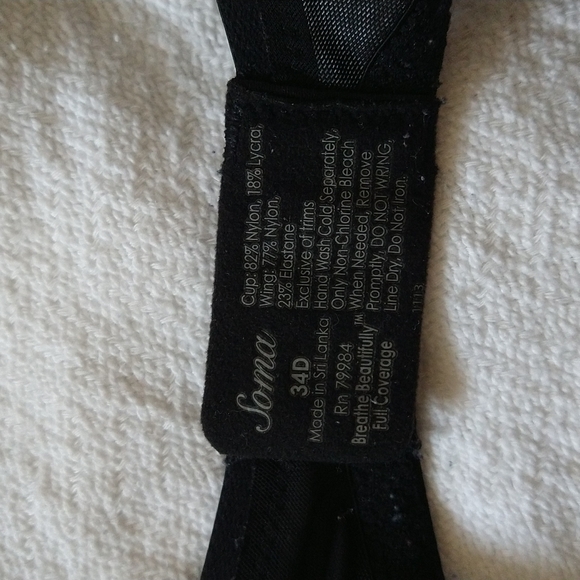 Soma
34D
Made in Sri Lanka
Rn 79984
Breathe Beautifully™
Full Coverage
Cup: 82% Nylon, 18% Lycra,
Wing: 77% Nylon,
23% Elastane
Exclusive of trims
Hand Wash Cold Separately,
Only Non-Chlorine Bleach
When Needed, Remove
Promptly, DO NOT WRING,
Line Dry, Do Not Iron.
1113